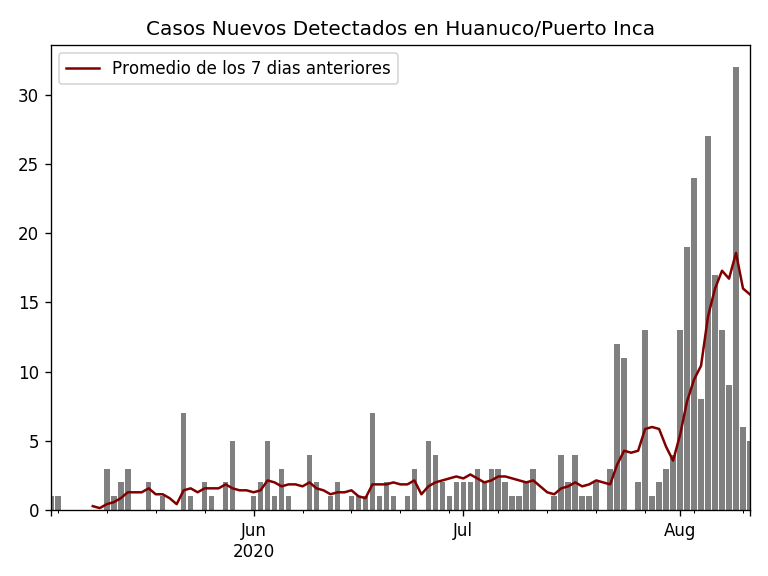 Casos Nuevos Detectados en Huanuco/Puerto Inca
Promedio de los 7 dias anteriores
30
25
20
15
10
5
0
Jun
2020
Jul
Aug